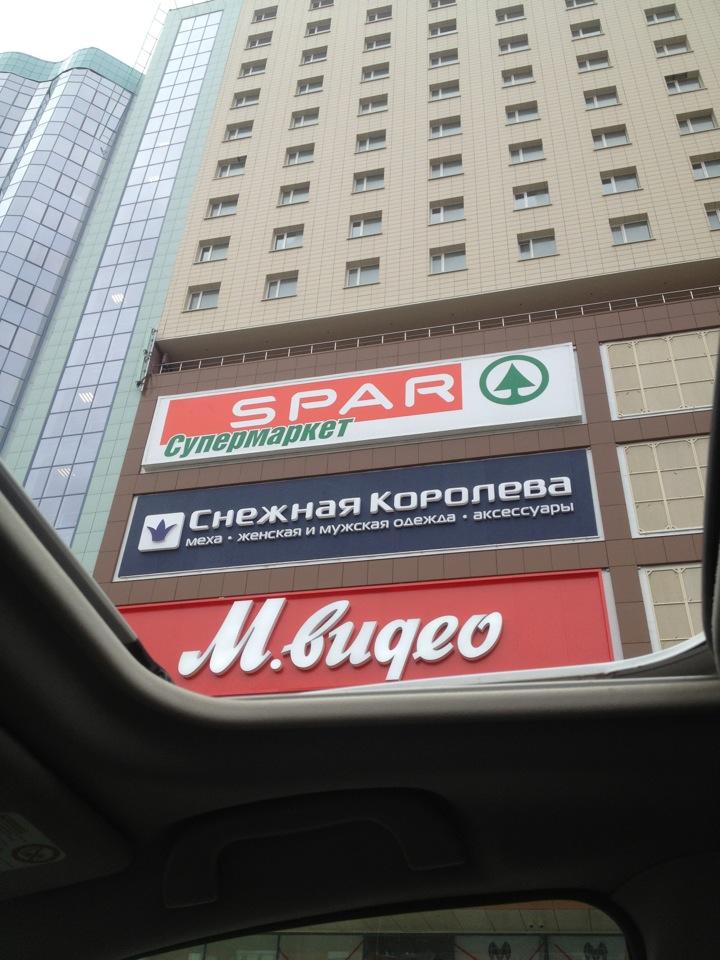 SPAR
Супермаркет
Снежная Королева
меха • женская и мужская одежда • аксессуары
М.видео